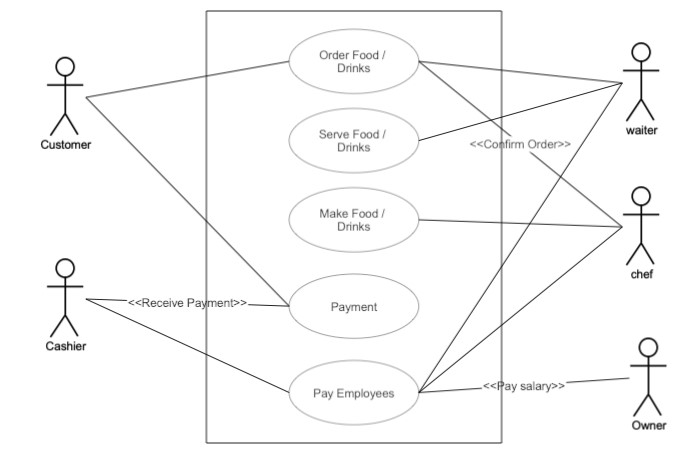 Order Food /
Drinks
Customer
waiter
Serve Food /
Drinks
<<Confirm Order>>
Make Food /
Drinks
chef
<<Receive Payment>>
Payment
Cashier
Pay Employees
<<Pay salary>>
Owner